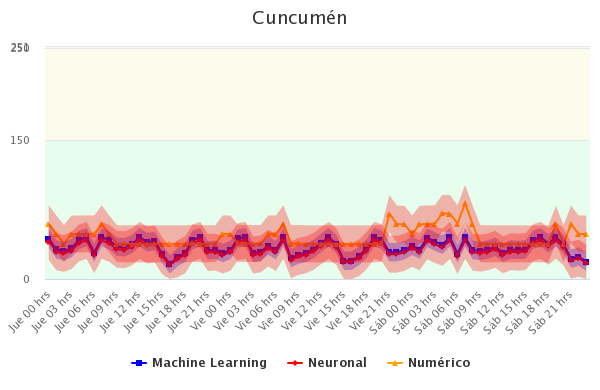 Cuncumén
250
150
0
Jue 00 hrs
Jue 03 hrs
Jue 06 hrs
Jue 09 hrs
Jue 12 hrs
Jue 15 hrs
Jue 18 hrs
Jue 21 hrs
Vie 00 hrs
Vie 03 hrs
Vie 06 hrs
Vie 09 hrs
Vie 12 hrs
Vie 15 hrs
Vie 18 hrs
Vie 21 hrs
Sáb 00 hrs
Sáb 03 hrs
Sáb 06 hrs
Sáb 09 hrs
Sáb 12 hrs
Sáb 15 hrs
Sáb 18 hrs
Sáb 21 hrs
Machine Learning Neuronal Numérico